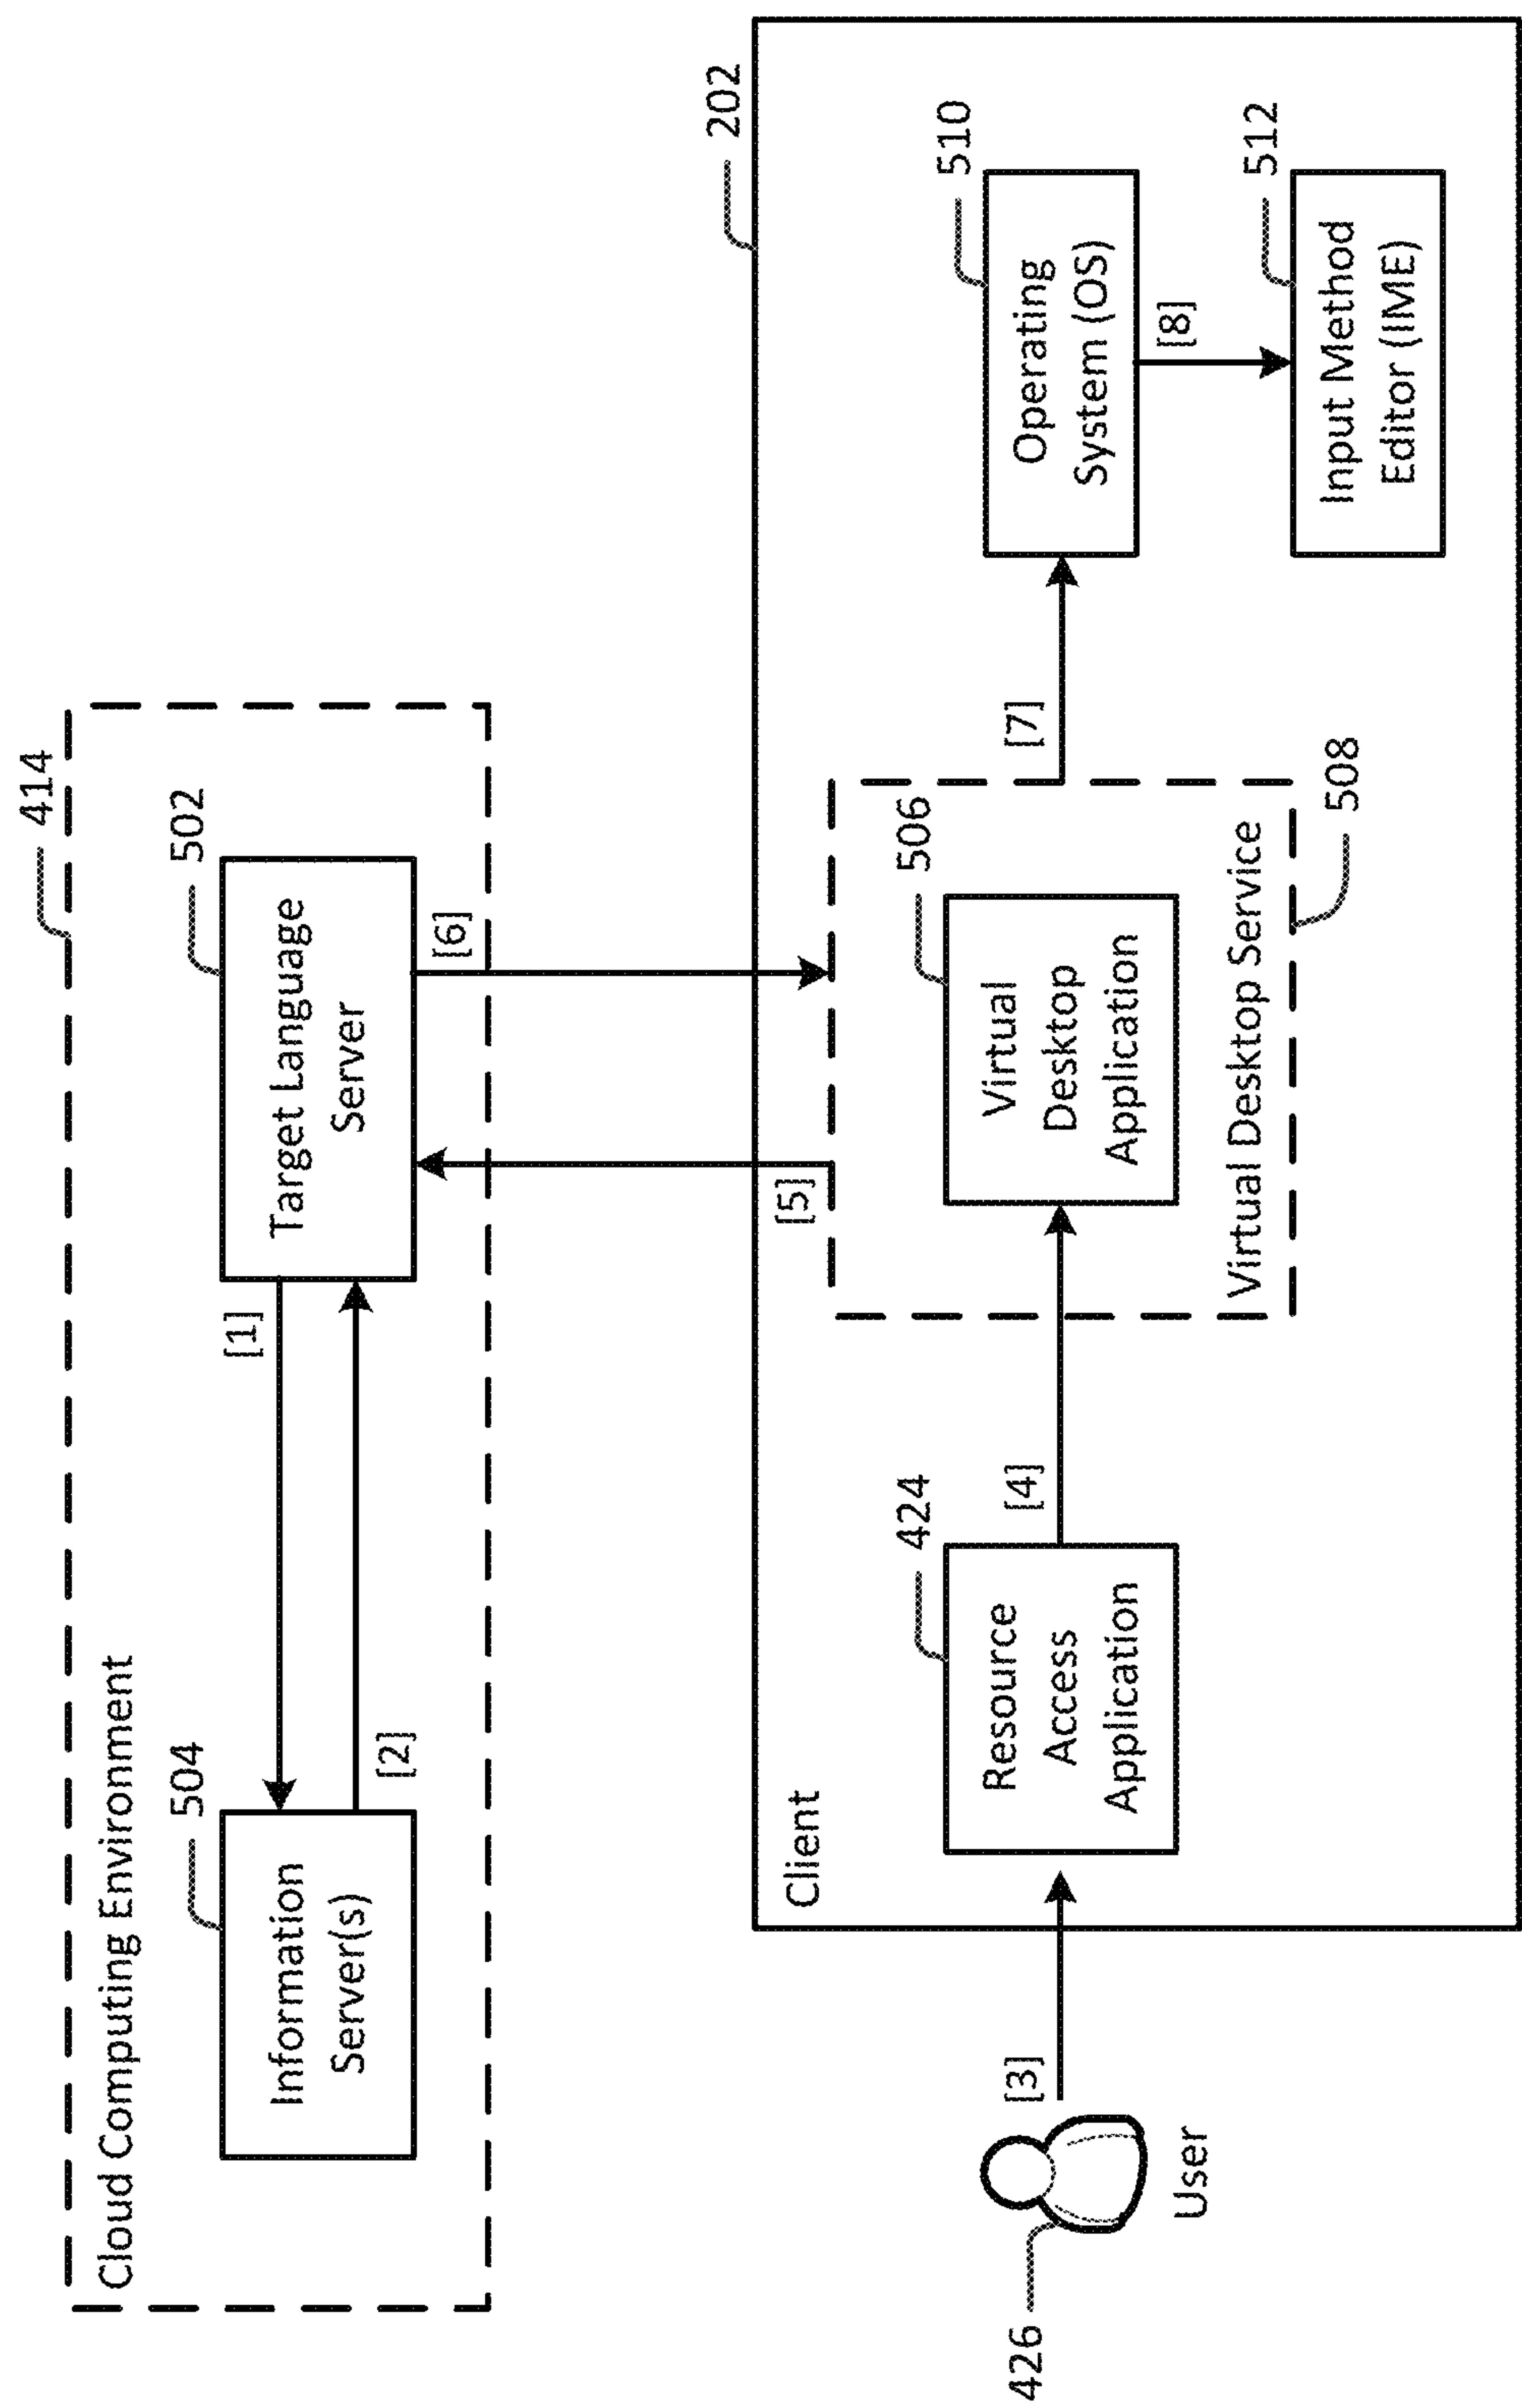 414
Cloud Computing Environment
504
Information
Server(s)
[1]
[2]
502
Target Language
Server
[5]
[6]
202
Client
426
User
[3]
424
Resource
Access
Application
[4]
506
Virtual
Desktop
Application
Virtual Desktop Service
508
[7]
510
Operating
System (OS)
[8]
512
Input Method
Editor (IME)